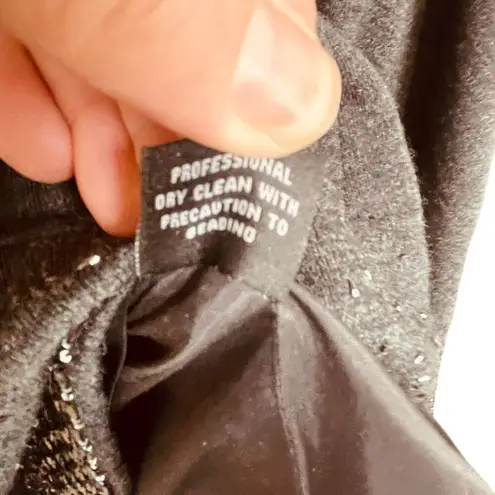 PROFESSIONAL
DRY CLEAN WITH
PRECAUTION TO
BEADING